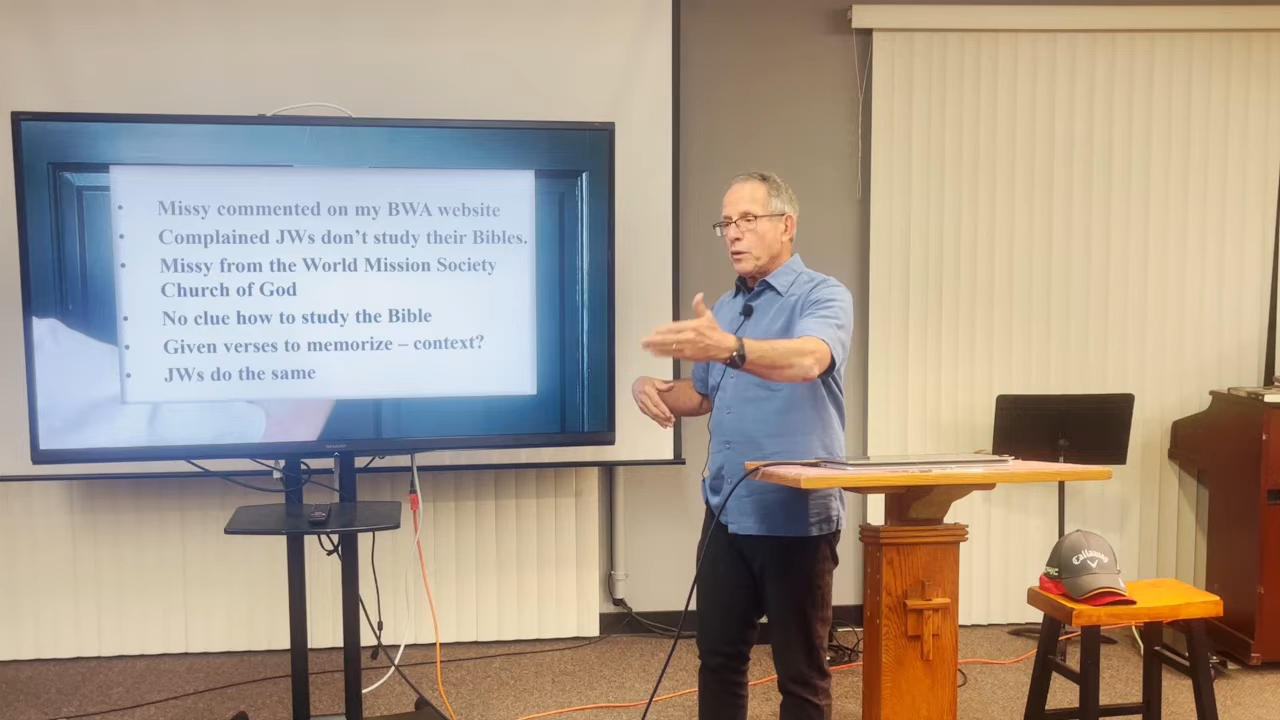 • Missy commented on my BWA website
• Complained JWs don't study their Bibles.
• Missy from the World Mission Society
Church of God
• No clue how to study the Bible
• Given verses to memorize – context?
• JWs do the same
SHARP
Callaway